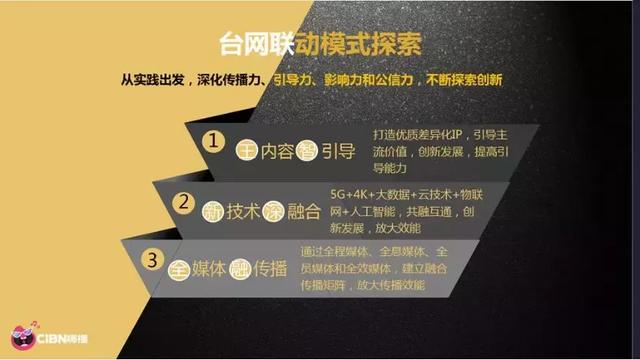 台网联动模式探索
从实践出发，深化传播力、引导力、影响力和公信力，不断探索创新
1
王内容智引导
打造优质差异化IP，引导主
流价值，创新发展，提高引
导能力
2
新技术深融合
5G+4K+大数据+云技术+物联
网+人工智能，共融互通，创
新发展，放大效能
3
全媒体融传播
通过全程媒体、全息媒体、全
员媒体和全效媒体，建立融合
传播矩阵，放大传播效能
CIBN嗨播